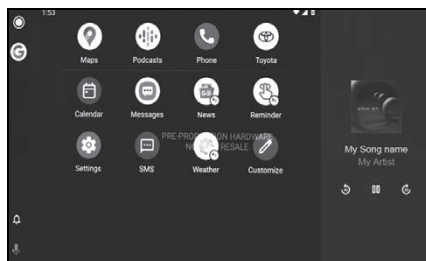 1:53
G
Maps Podcasts Phone Toyota
Calendar Messages News Reminder
PRE-PRODUCTION HARDWARE
NOT FOR RESALE
Settings SMS Weather Customize
My Song name
My Artist